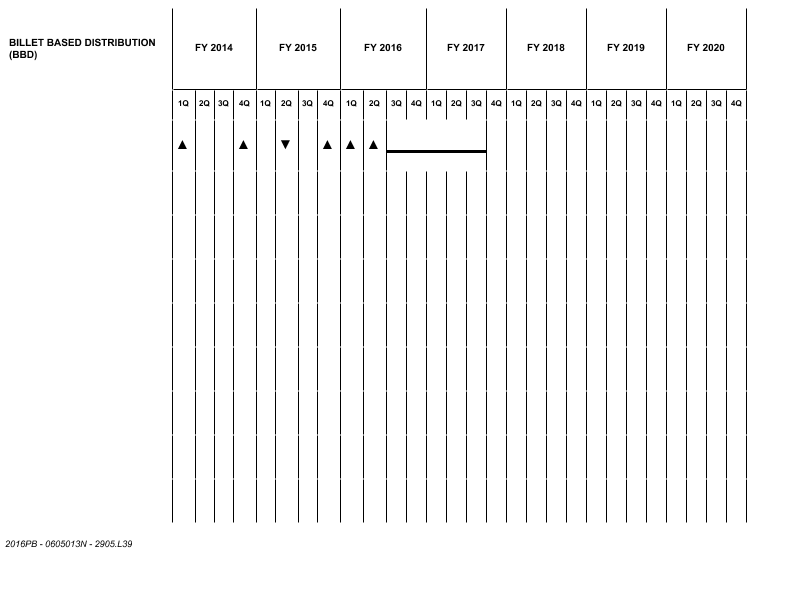 BILLET BASED DISTRIBUTION
(BBD)
FY 2014 FY 2015 FY 2016 FY 2017 FY 2018 FY 2019 FY 2020
1Q 2Q 3Q 4Q 1Q 2Q 3Q 4Q 1Q 2Q 3Q 4Q 1Q 2Q 3Q 4Q 1Q 2Q 3Q 4Q 1Q 2Q 3Q 4Q 1Q 2Q 3Q 4Q
2016PB - 0605013N - 2905.L39